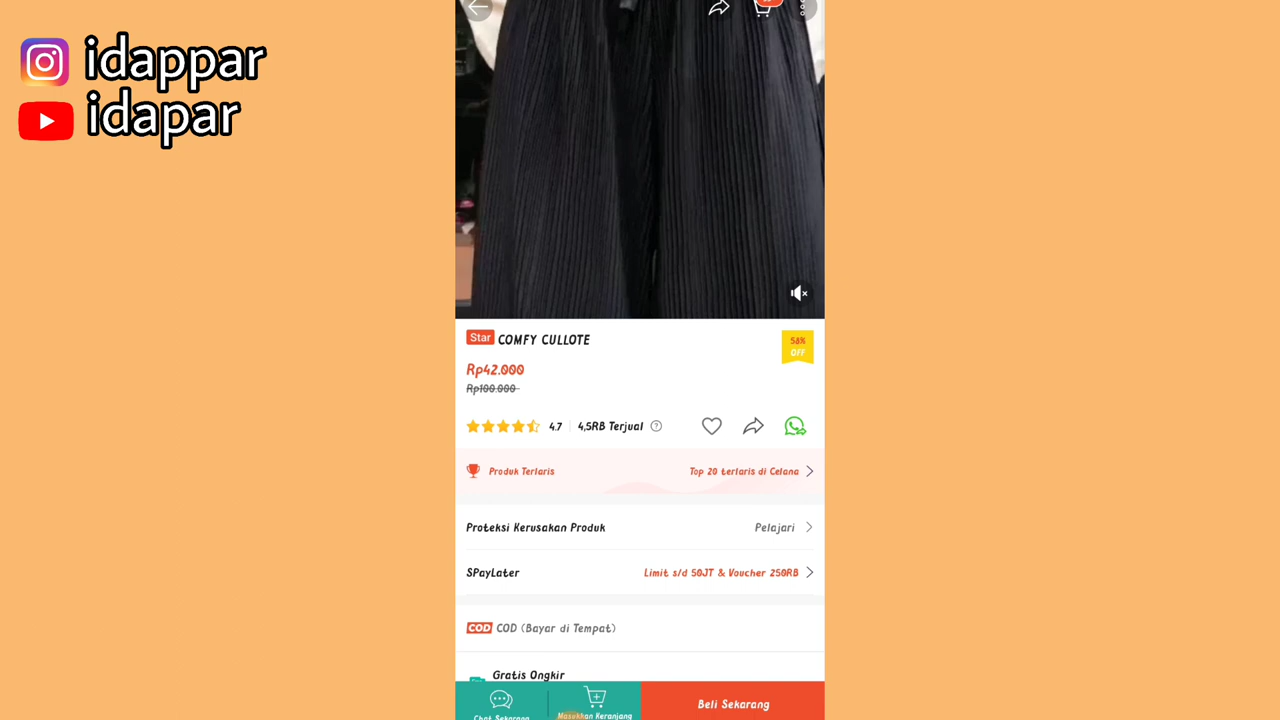 idappar
idapar
Star COMFY CULLOTE
58%
OFF
Rp42.000
Rp100.000
4.7 4,5RB Terjual ?
Produk Terlaris Top 20 terlaris di Celana
Proteksi Kerusakan Produk Pelajari
SPayLater Limit s/d 50JT & Voucher 250RB
COD COD (Bayar di Tempat)
Gratis Ongkir
Chat Sekarang Masukkan Keranjang Beli Sekarang